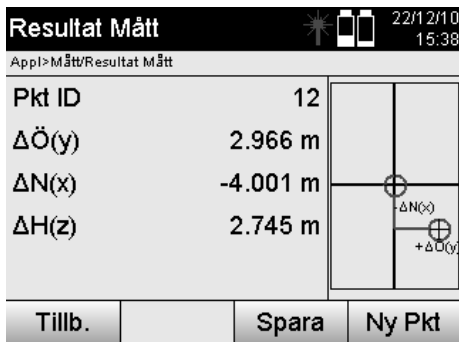 Resultat Mått
22/12/10
15:38
Appl>Mått/Resultat Mått
Pkt ID 12
ΔÖ(y) 2.966 m
ΔN(x) -4.001 m
ΔH(z) 2.745 m
-ΔN(x)
+ΔÖ(y)
Tillb. Spara Ny Pkt